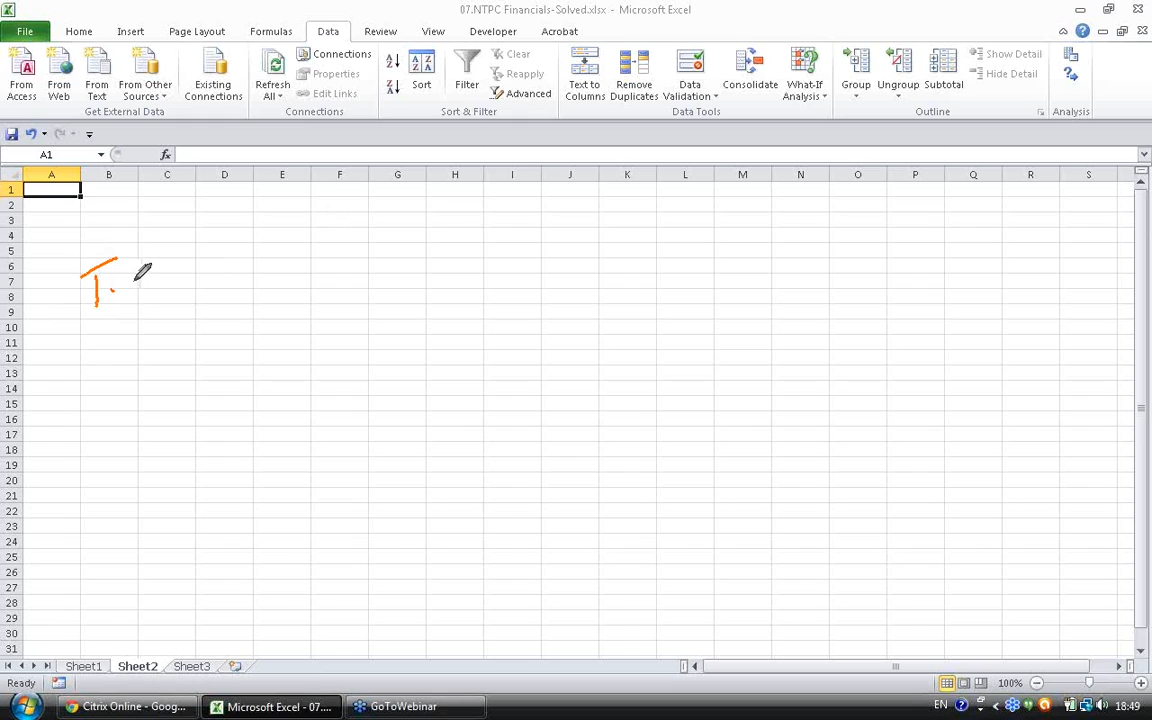 07.NTPC Financials-Solved.xlsx - Microsoft Excel
File Home Insert Page Layout Formulas Data Review View Developer Acrobat
From Access
From Web
From Text
From Other Sources
Existing Connections
Refresh All
Connections
Properties
Edit Links
Sort
Filter
Clear
Reapply
Advanced
Text to Columns
Remove Duplicates
Data Validation
Consolidate
What-If Analysis
Group
Ungroup
Subtotal
Show Detail
Hide Detail
Get External Data
Connections
Sort & Filter
Data Tools
Outline
Analysis
A1 fx
A B C D E F G H I J K L M N O P Q R S
1
2
3
4
5
6
7
8
9
10
11
12
13
14
15
16
17
18
19
20
21
22
23
24
25
26
27
28
29
30
31
T.
Sheet1 Sheet2 Sheet3
Ready 100%
Citrix Online - Goog... Microsoft Excel - 07.... GoToWebinar EN 18:49